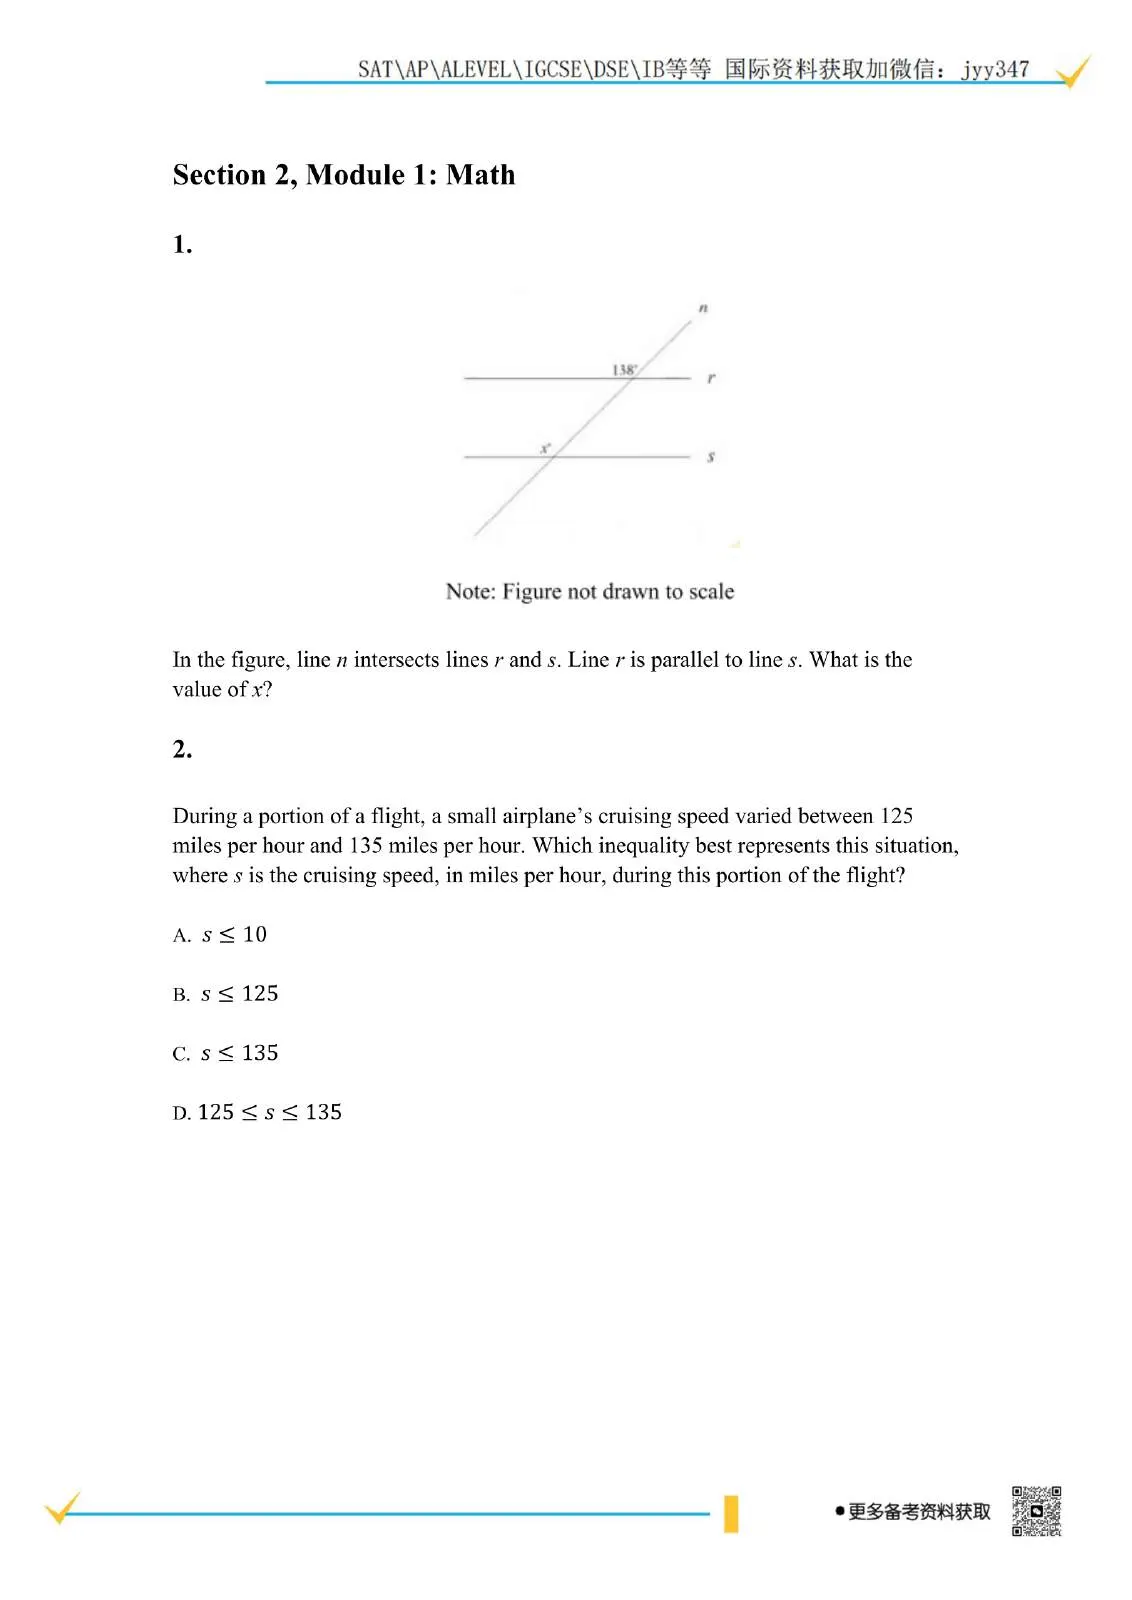 SAT\AP\ALEVEL\IGCSE\DSE\IB等等 国际资料获取加微信: jyy347
Section 2, Module 1: Math
1.
n
138°
r
x°
s
Note: Figure not drawn to scale
In the figure, line n intersects lines r and s. Line r is parallel to line s. What is the
value of x?
2.
During a portion of a flight, a small airplane’s cruising speed varied between 125
miles per hour and 135 miles per hour. Which inequality best represents this situation,
where s is the cruising speed, in miles per hour, during this portion of the flight?
A. s ≤ 10
B. s ≤ 125
C. s ≤ 135
D. 125 ≤ s ≤ 135
●更多备考资料获取